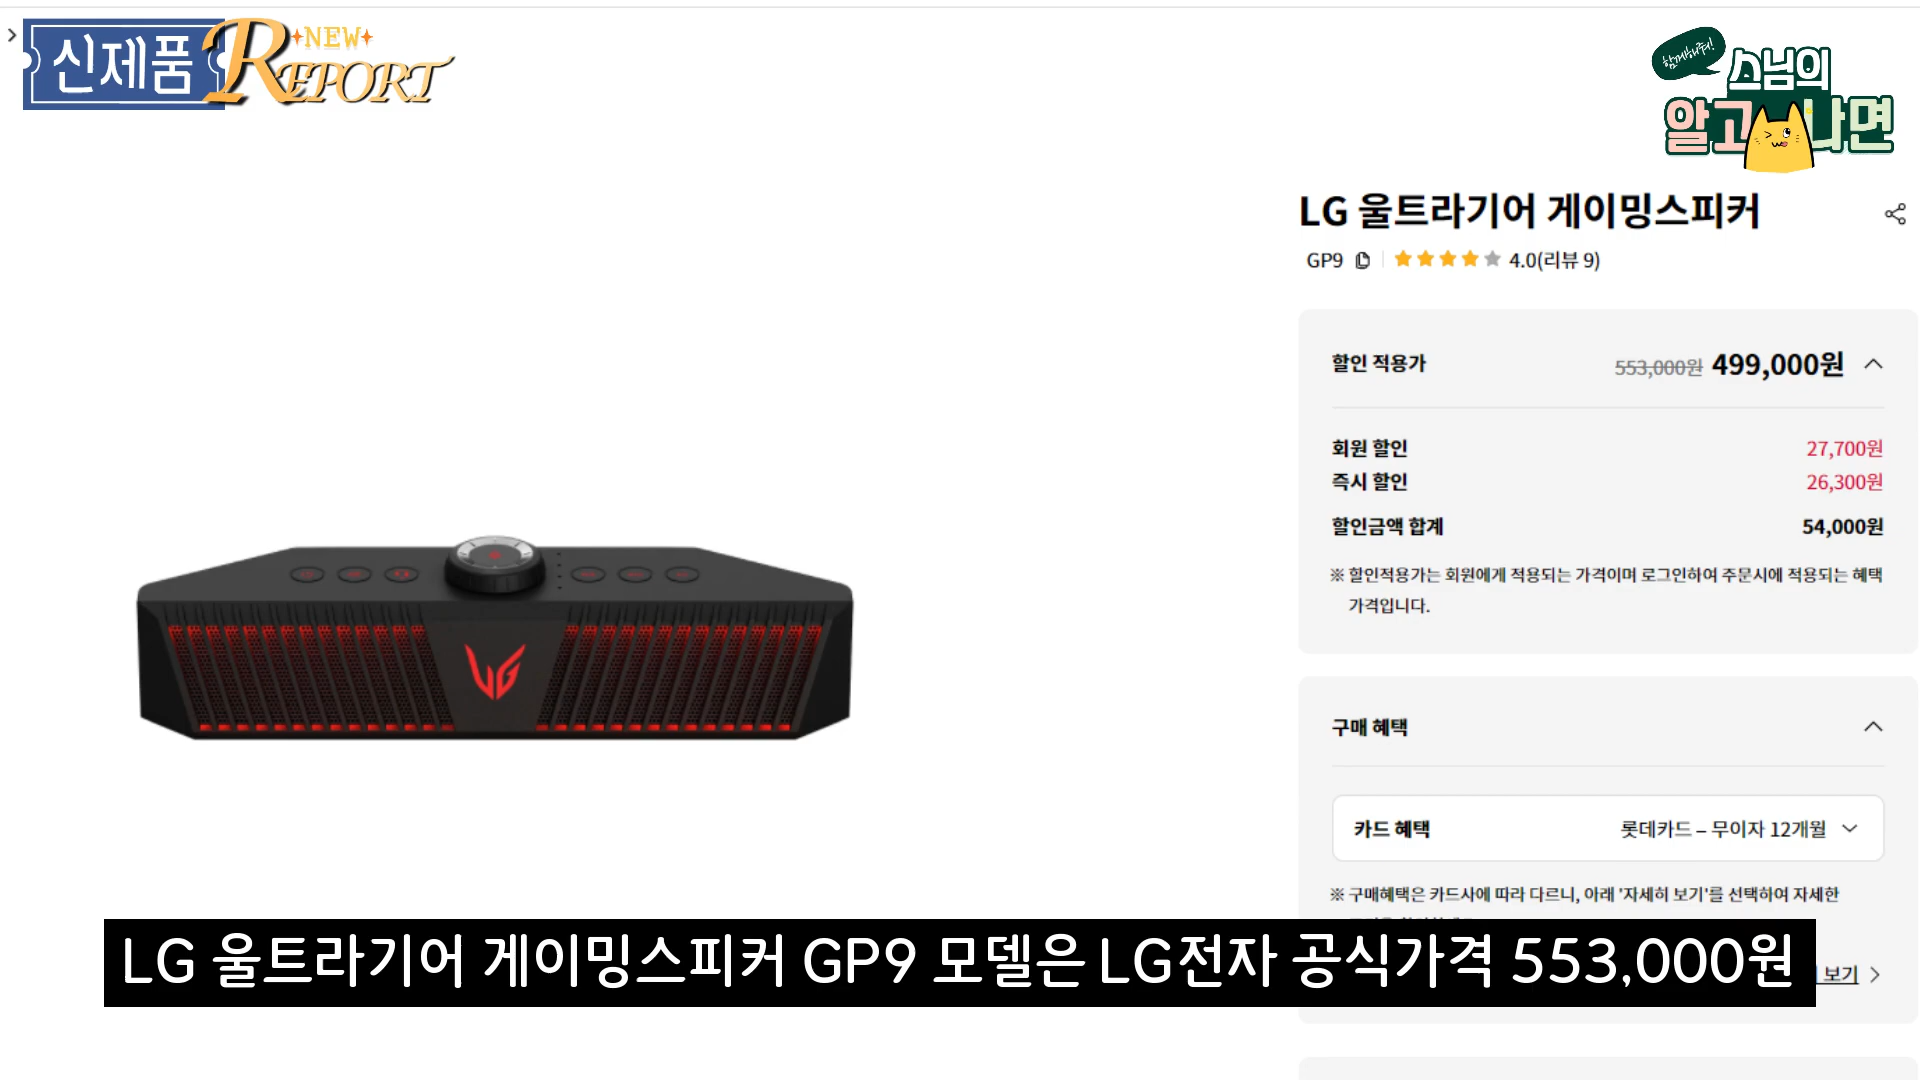 신제품 REPORT
NEW
함께해줘!
스님의
알고
나면
LG 울트라기어 게이밍스피커
GP9 4.0(리뷰 9)
할인 적용가 553,000원 499,000원
회원 할인 27,700원
즉시 할인 26,300원
할인금액 합계 54,000원
※ 할인적용가는 회원에게 적용되는 가격이며 로그인하여 주문시에 적용되는 혜택
가격입니다.
구매 혜택
카드 혜택 롯데카드 – 무이자 12개월
※ 구매혜택은 카드사에 따라 다르니, 아래 '자세히 보기'를 선택하여 자세한
보기
LG 울트라기어 게이밍스피커 GP9 모델은 LG전자 공식가격 553,000원